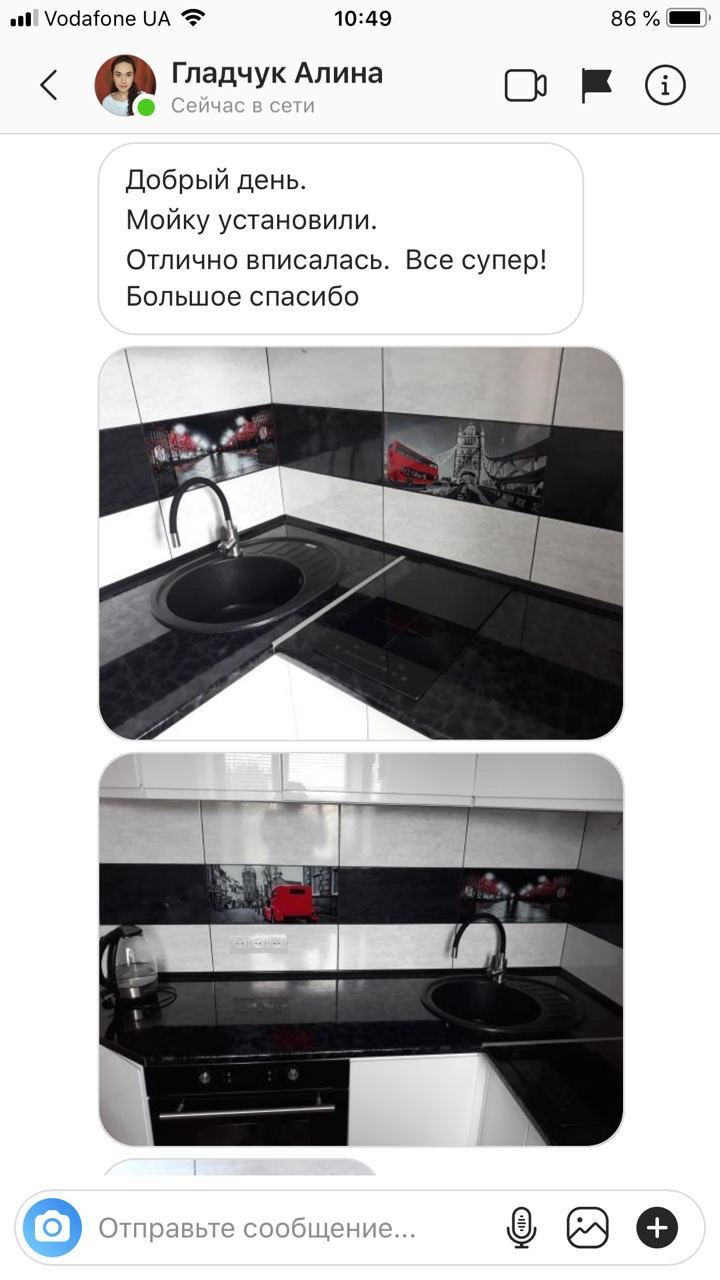 Vodafone UA
10:49
86 %
Гладчук Алина
Сейчас в сети
Добрый день.
Мойку установили.
Отлично вписалась.  Все супер!
Большое спасибо
Отправьте сообщение...